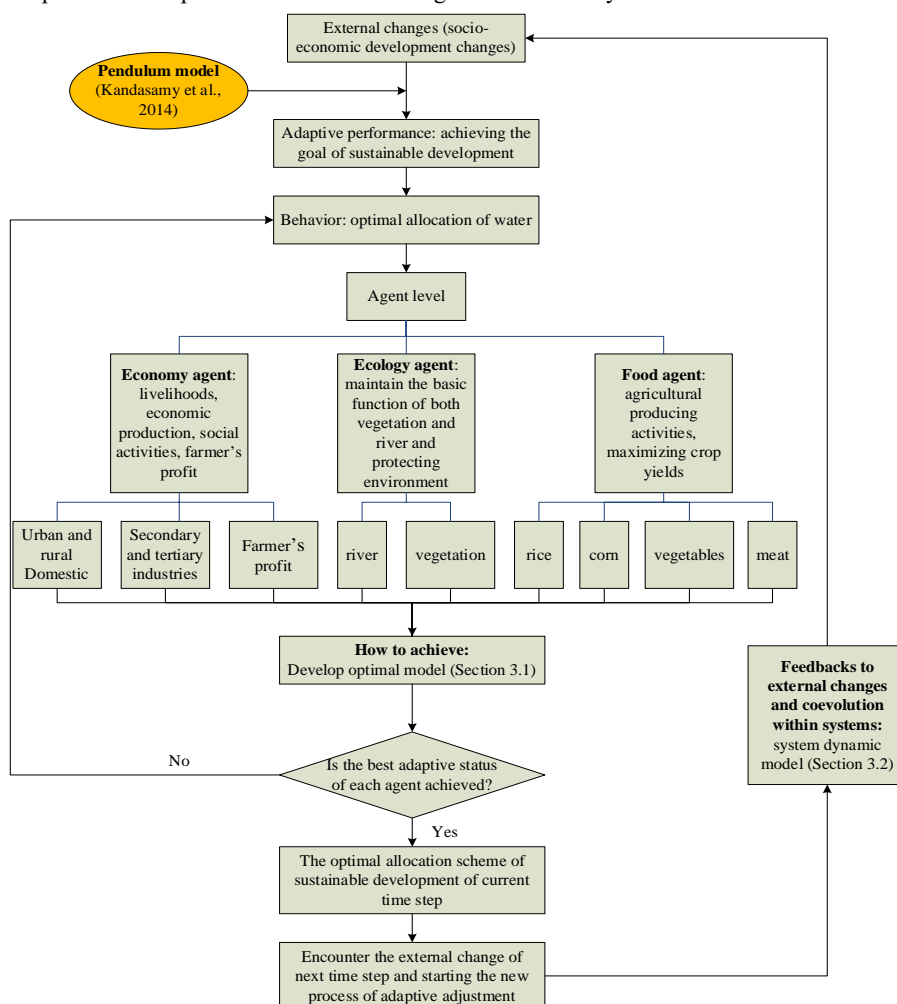 External changes (socio-
economic development changes)
Pendulum model
(Kandasamy et al.,
2014)
Adaptive performance: achieving the
goal of sustainable development
Behavior: optimal allocation of water
Agent level
Economy agent:
livelihoods,
economic
production, social
activities, farmer's
profit
Ecology agent:
maintain the basic
function of both
vegetation and
river and
protecting
environment
Food agent:
agricultural
producing
activities,
maximizing crop
yields
Urban and
rural
Domestic
Secondary
and tertiary
industries
Farmer's
profit
river
vegetation
rice
corn
vegetables
meat
How to achieve:
Develop optimal model (Section 3.1)
Feedbacks to
external changes
and coevolution
within systems:
system dynamic
model (Section 3.2)
No
Is the best adaptive status
of each agent achieved?
Yes
The optimal allocation scheme of
sustainable development of current
time step
Encounter the external change of
next time step and starting the new
process of adaptive adjustment